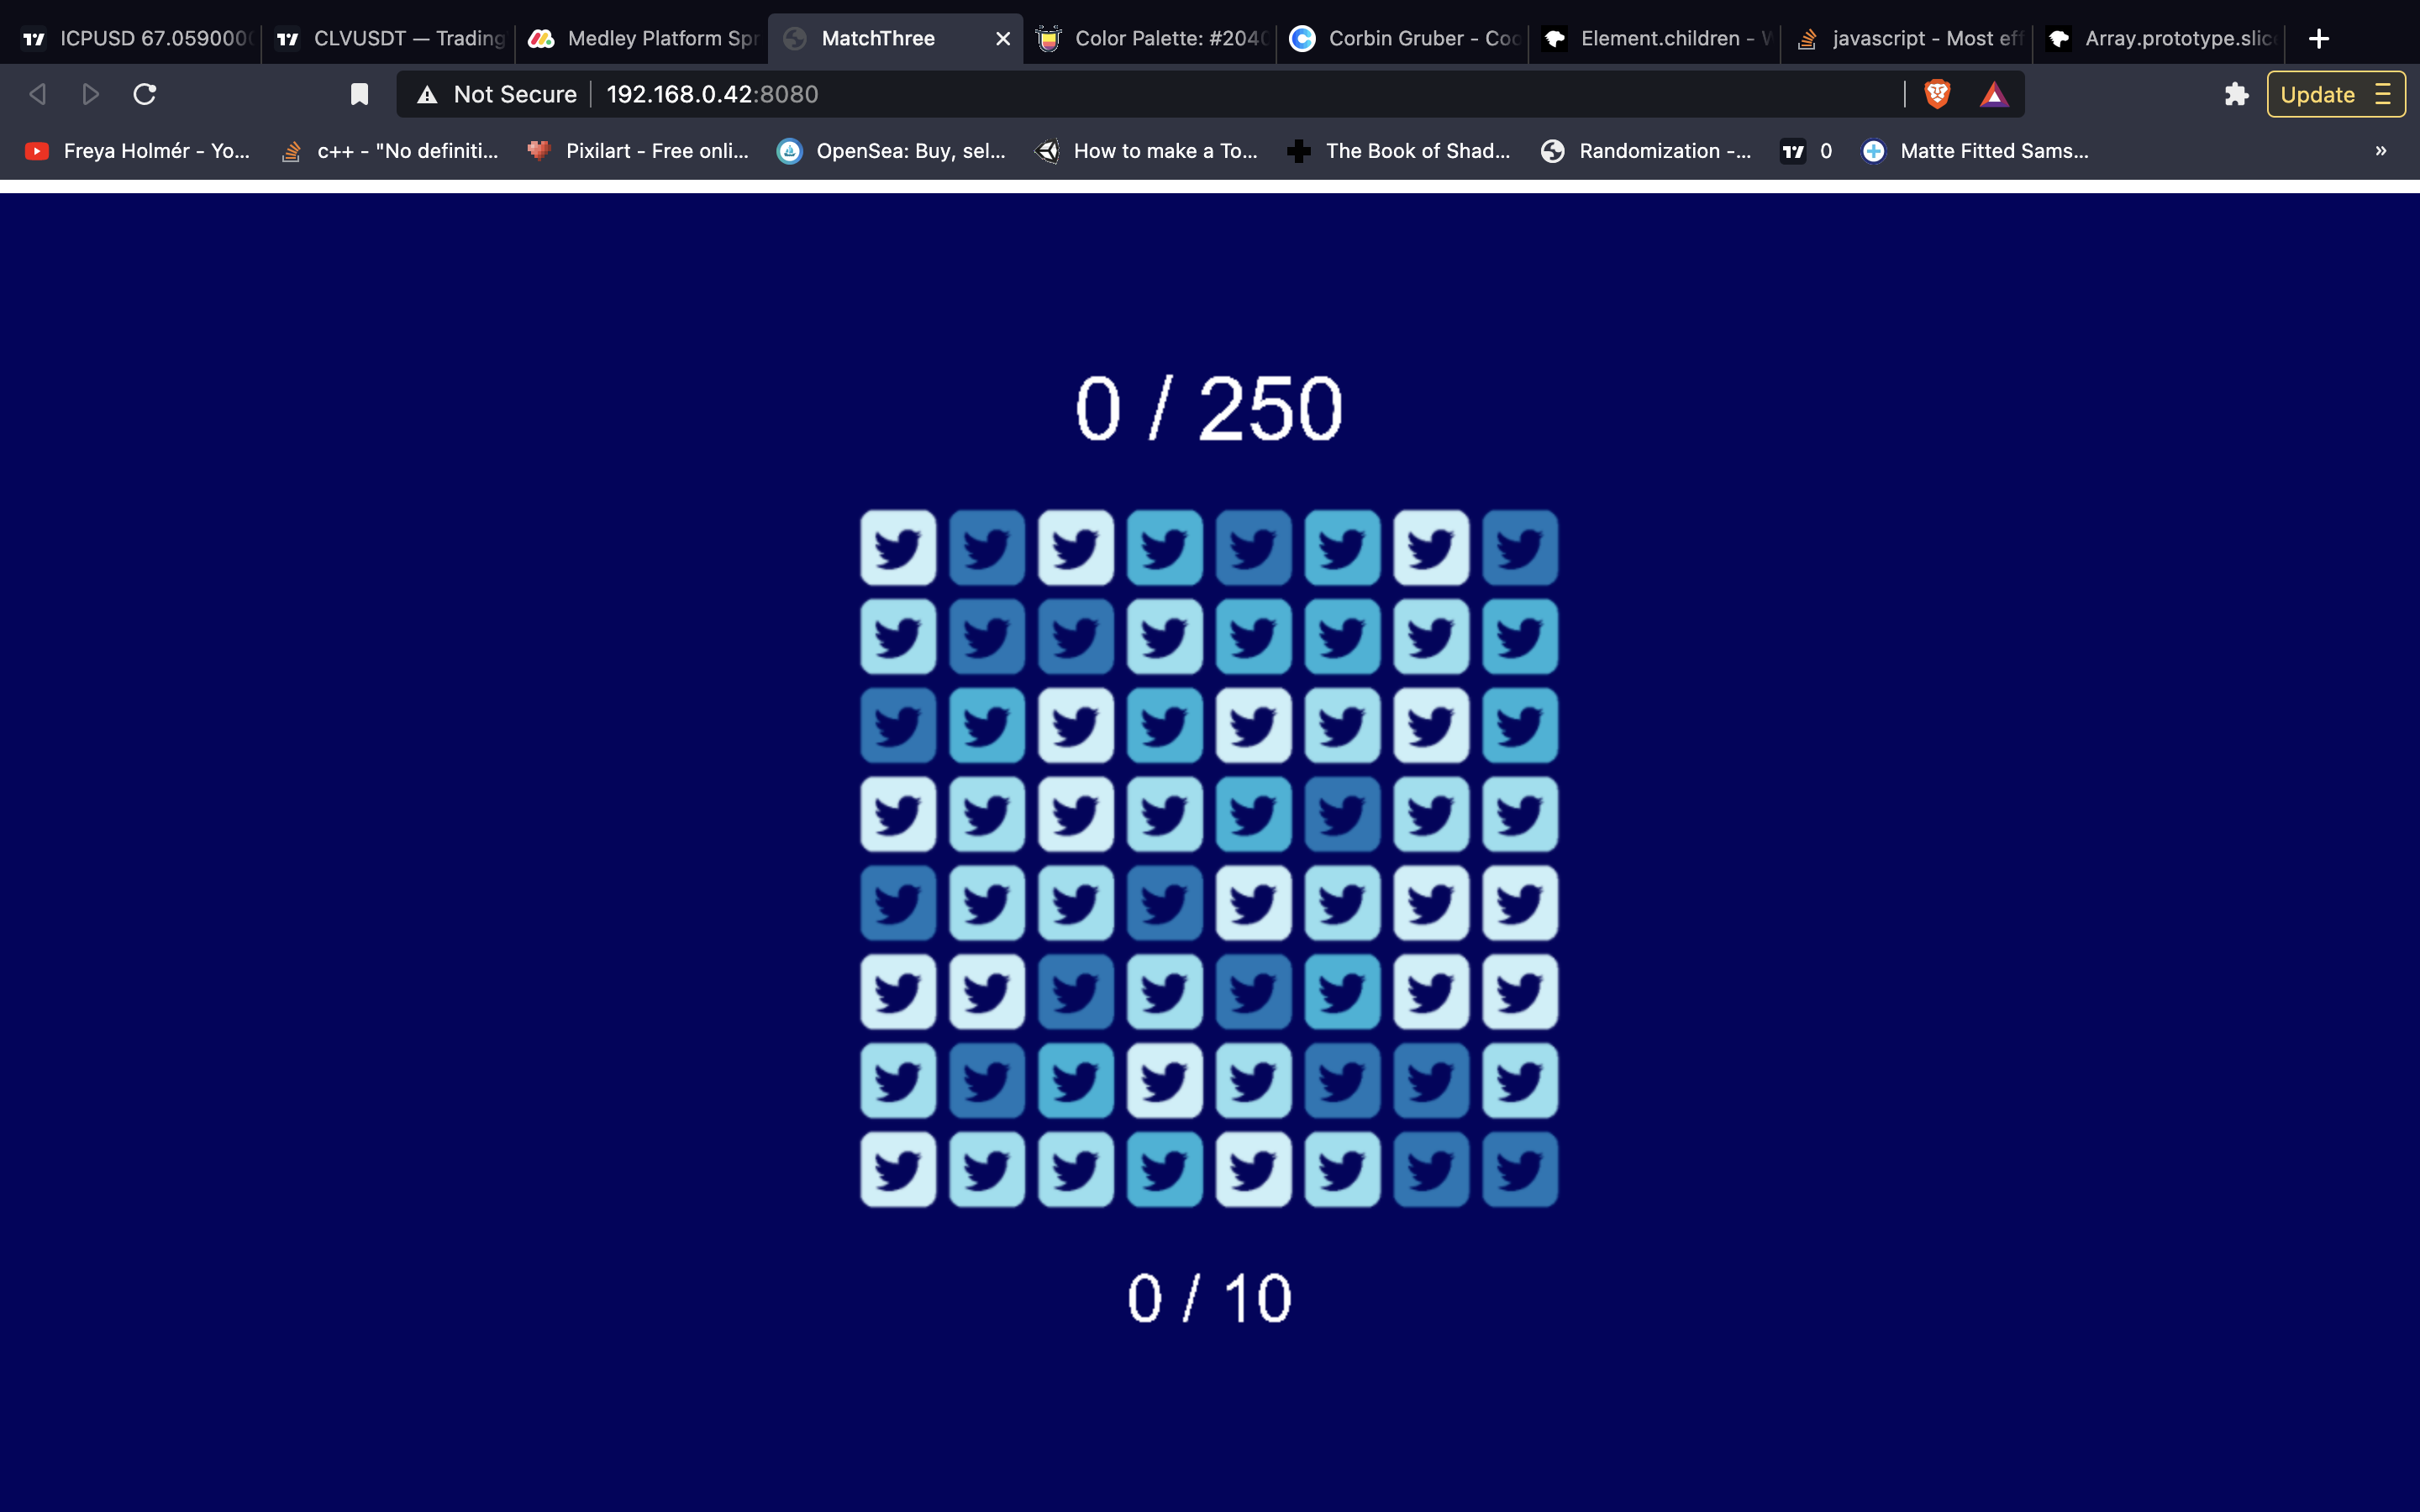 ICPUSD 67.059000 CLVUSDT — Trading Medley Platform Spr MatchThree Color Palette: #204 Corbin Gruber - Coo Element.children - W javascript - Most eff Array.prototype.slic
Not Secure 192.168.0.42:8080 Update
Freya Holmér - Yo... c++ - "No definiti... Pixilart - Free onli... OpenSea: Buy, sel... How to make a To... The Book of Shad... Randomization -... 0 Matte Fitted Sams... »
0 / 250
0 / 10